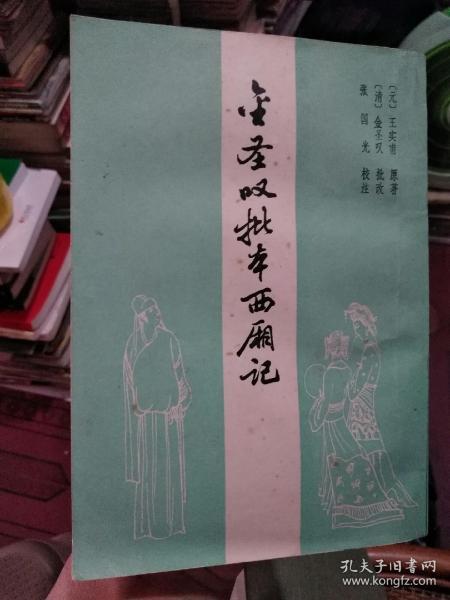 金圣叹批本西厢记
〔元〕王实甫 原著
〔清〕金圣叹 批改
张国光 校注
孔夫子旧书网
www.kongfz.com